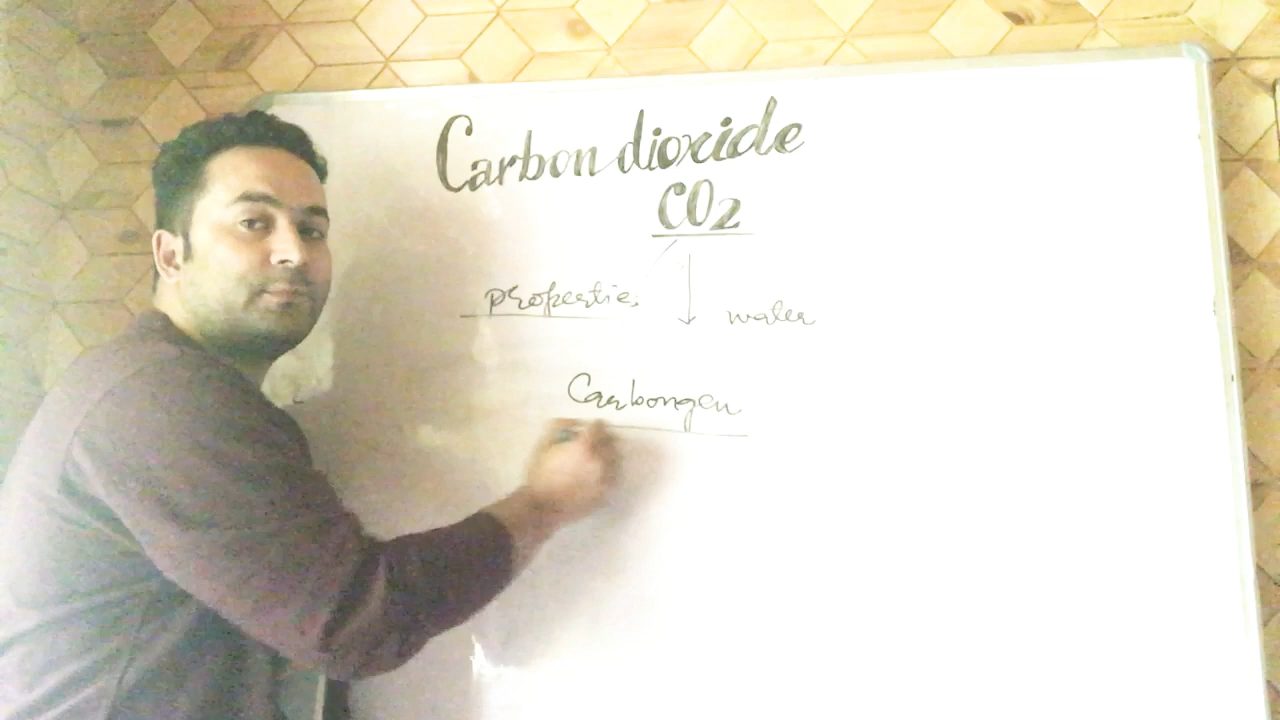 Carbon dioxide
CO2
properties
water
Carbongen